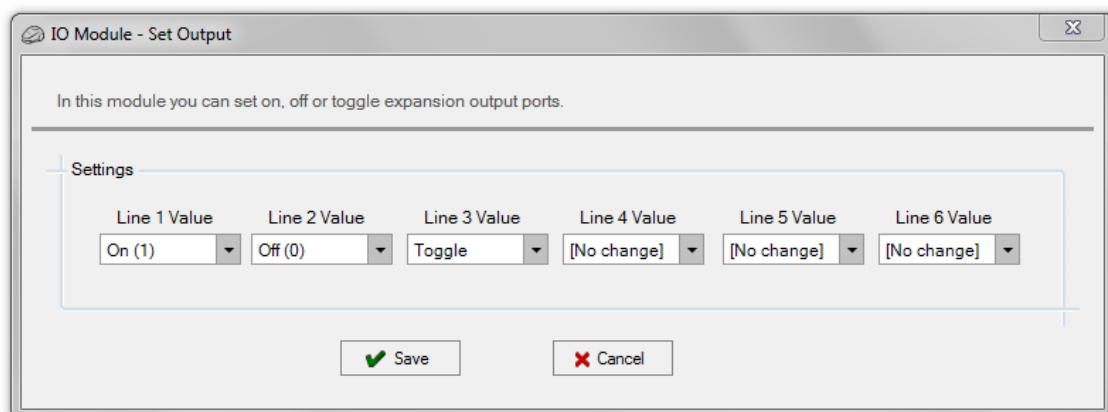 IO Module - Set Output
In this module you can set on, off or toggle expansion output ports.
Settings
Line 1 Value Line 2 Value Line 3 Value Line 4 Value Line 5 Value Line 6 Value
On (1) Off (0) Toggle [No change] [No change] [No change]
Save Cancel